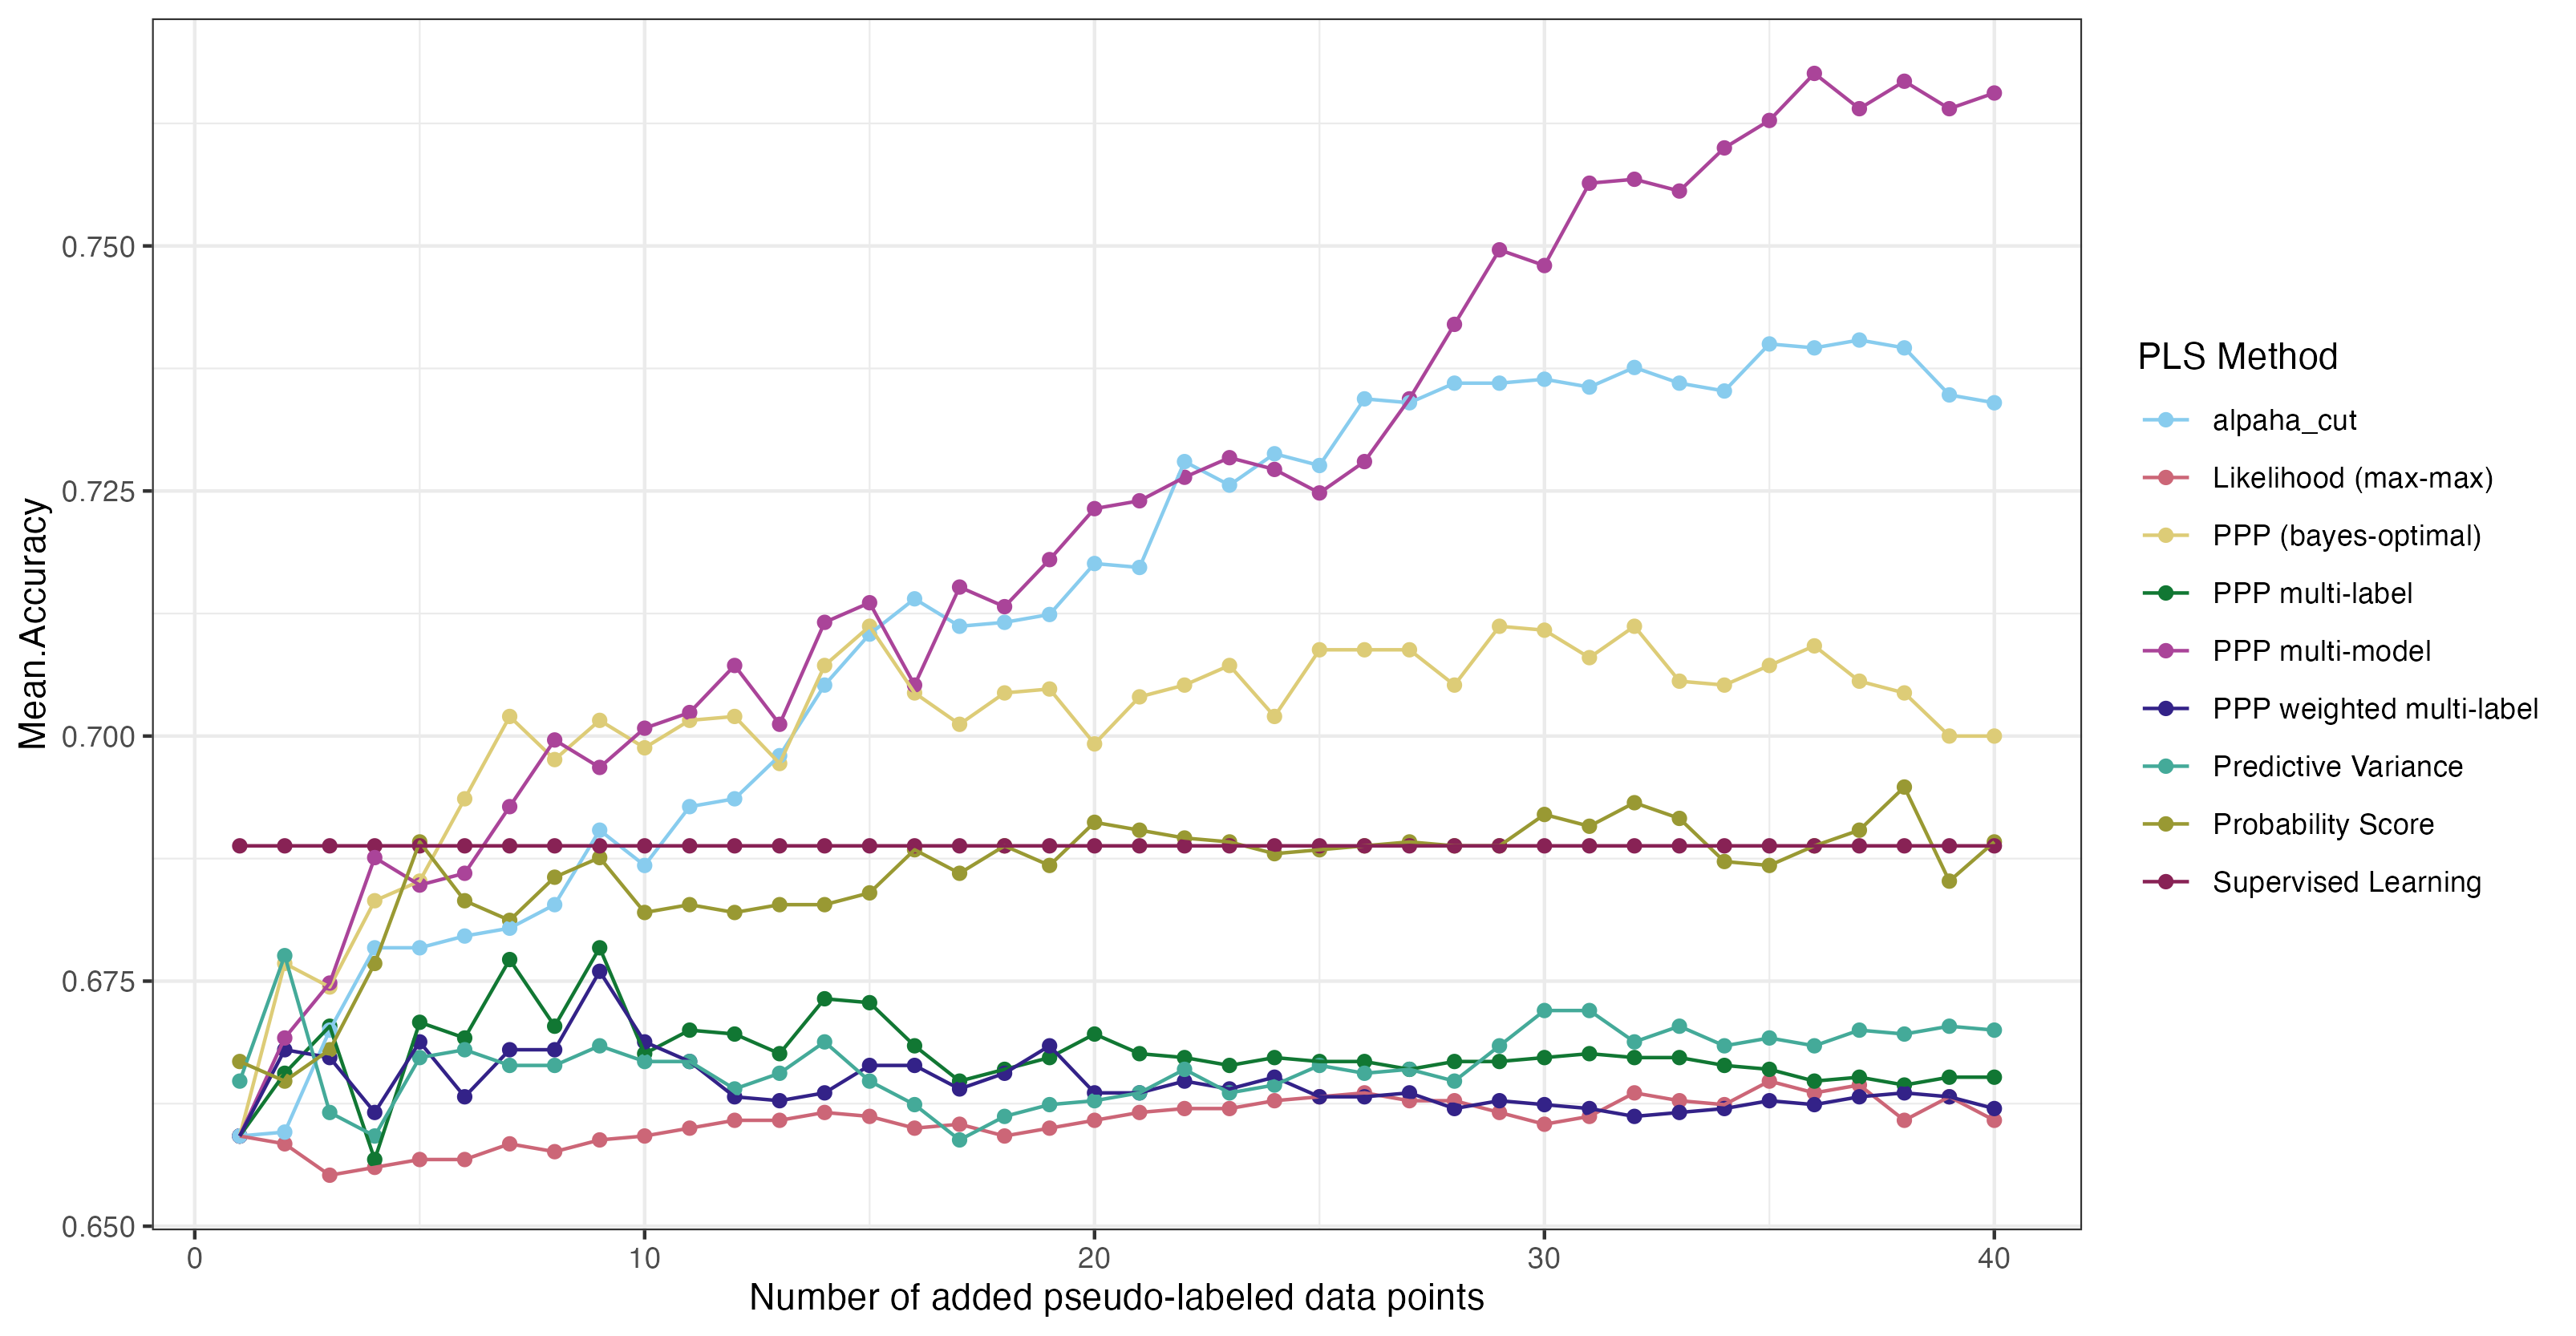 Mean.Accuracy
0.750
0.725
0.700
0.675
0.650
0
10
20
30
40
Number of added pseudo-labeled data points
PLS Method
alpaha_cut
Likelihood (max-max)
PPP (bayes-optimal)
PPP multi-label
PPP multi-model
PPP weighted multi-label
Predictive Variance
Probability Score
Supervised Learning